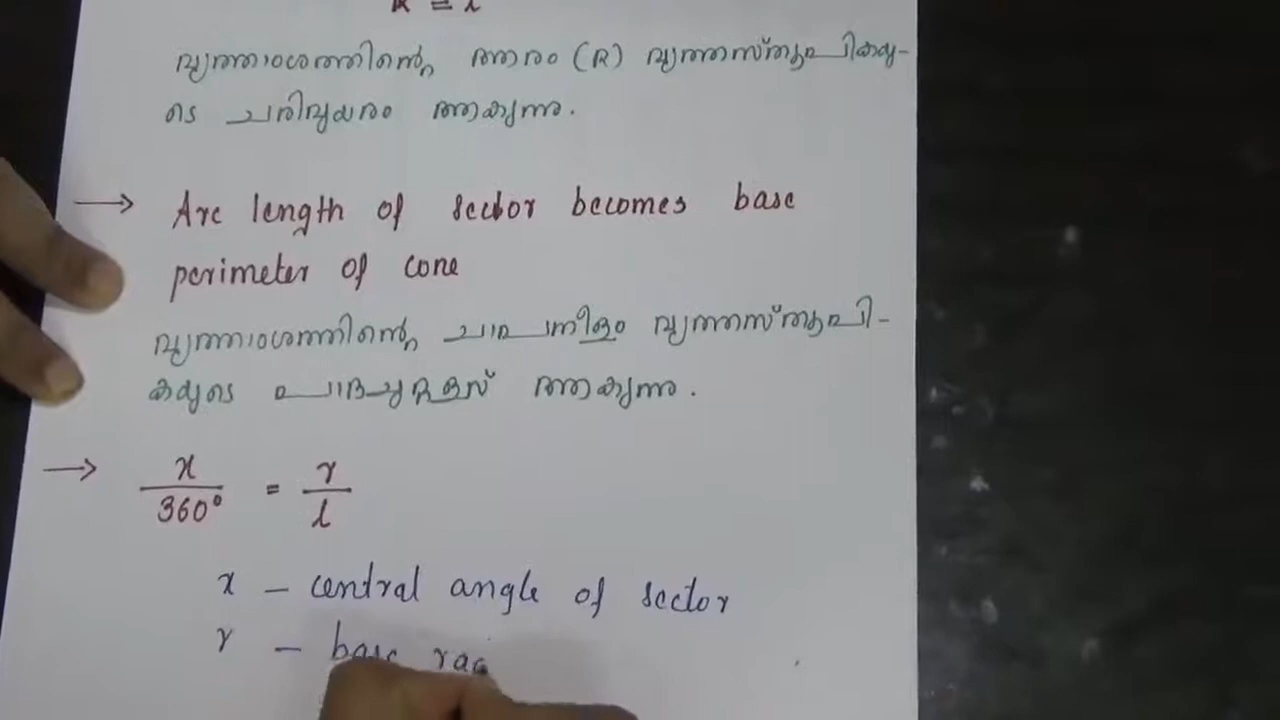 R = l
വൃത്താംശത്തിന്റെ ആരം (R) വൃത്തസ്തൂപികയു-
ടെ ചരിവുയരം ആകുന്നു.
→ Arc length of sector becomes base
perimeter of cone
വൃത്താംശത്തിന്റെ ചാപനീളം വൃത്തസ്തൂപി-
കയുടെ പാദചുറ്റളവ് ആകുന്നു.
→ x/360° = r/l
x – central angle of sector
r – base rad